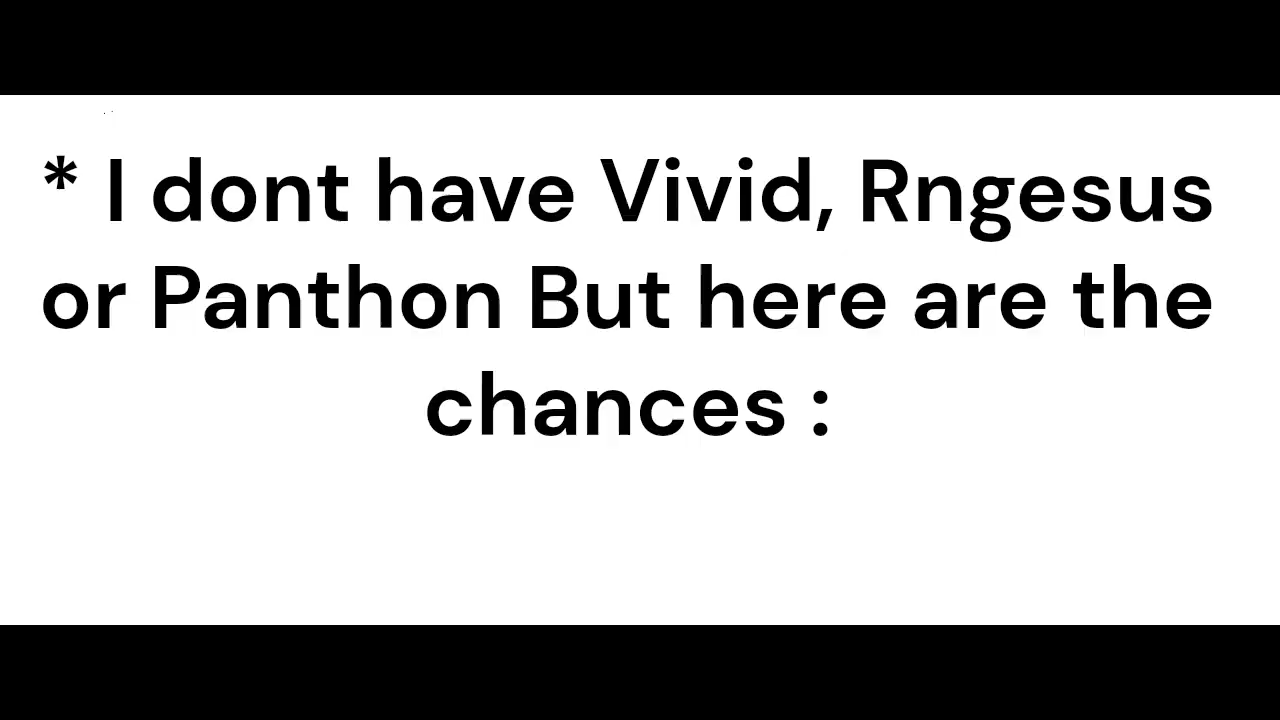 * I dont have Vivid, Rngesus
or Panthon But here are the
chances :